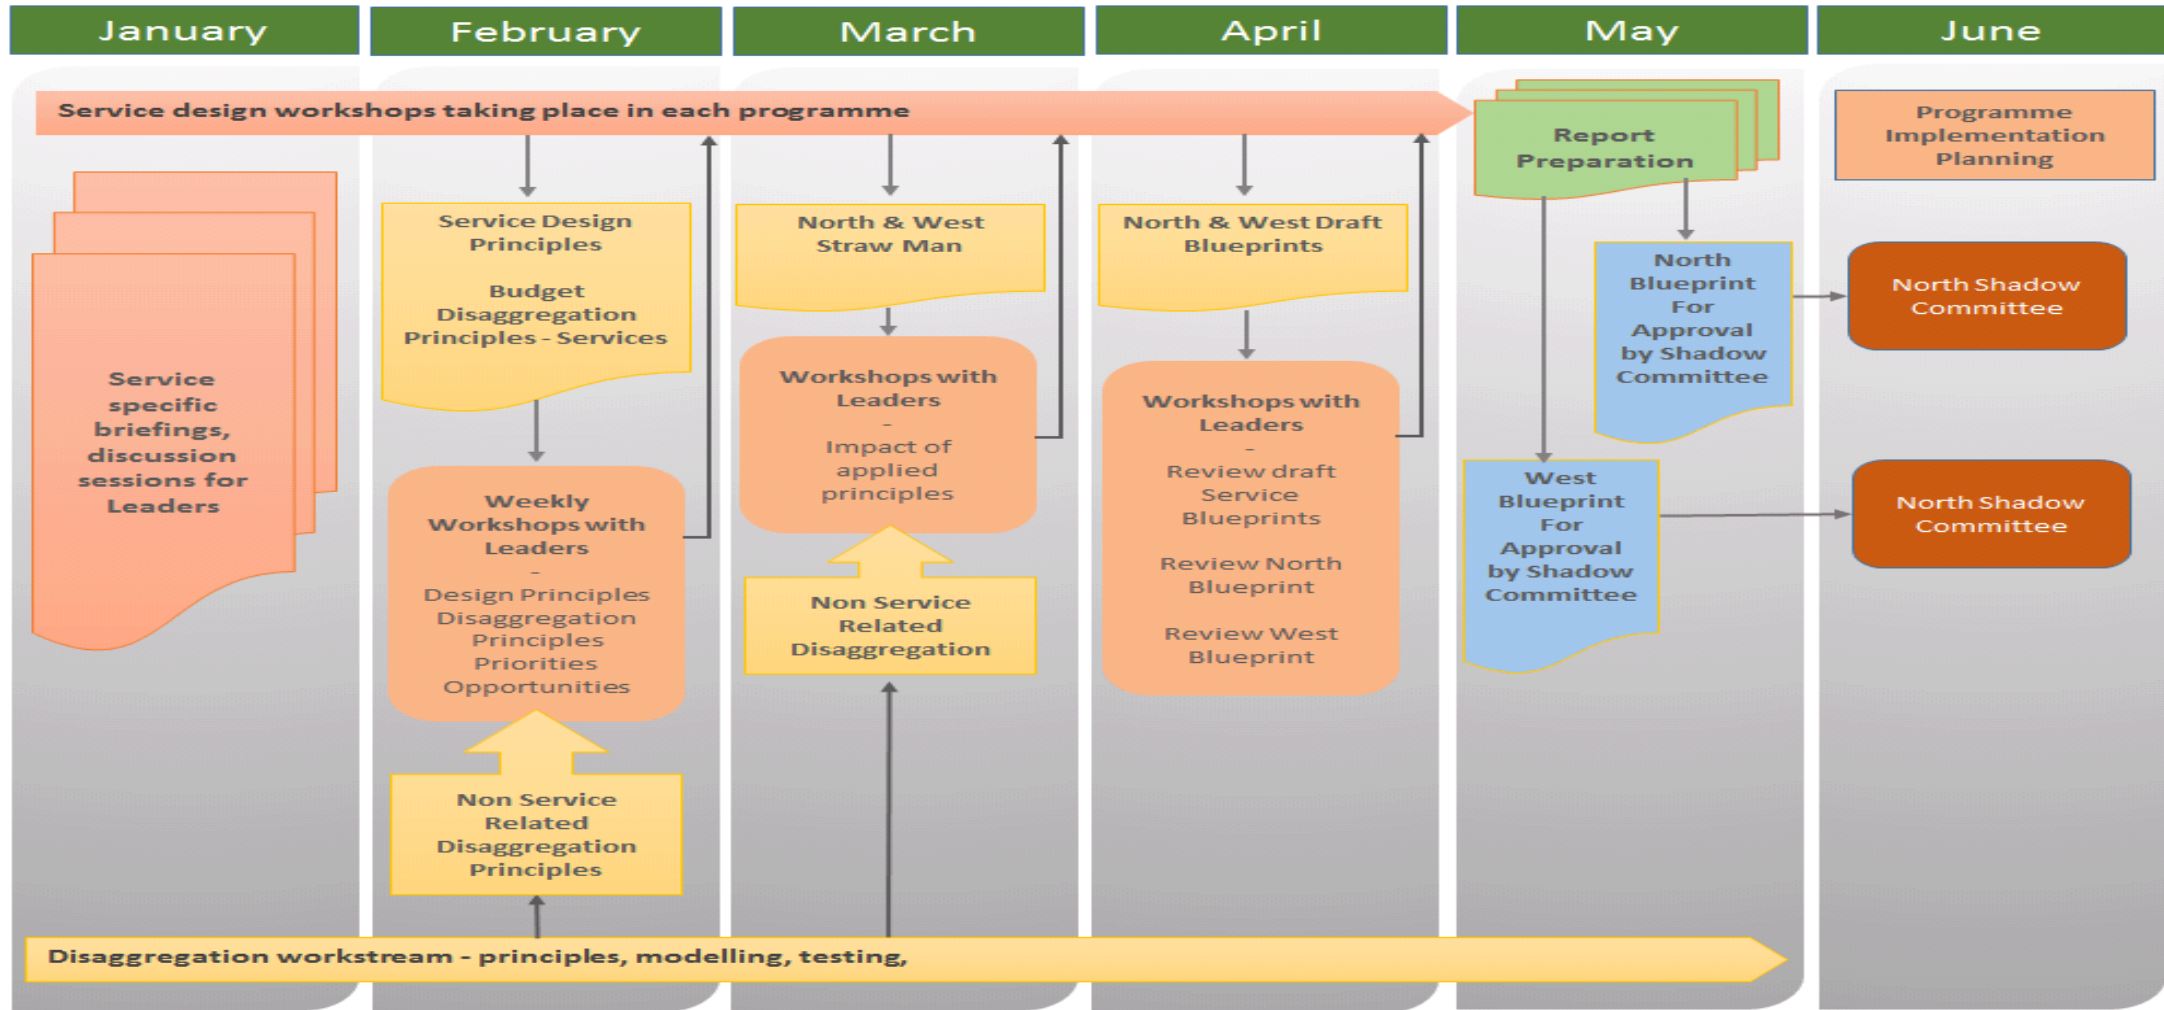 January
February
March
April
May
June
Service design workshops taking place in each programme
Service
specific
briefings,
discussion
sessions for
Leaders
Service Design
Principles
Budget
Disaggregation
Principles - Services
Weekly
Workshops with
Leaders
-
Design Principles
Disaggregation
Principles
Priorities
Opportunities
Non Service
Related
Disaggregation
Principles
North & West
Straw Man
Workshops with
Leaders
-
Impact of
applied
principles
Non Service
Related
Disaggregation
North & West Draft
Blueprints
Workshops with
Leaders
-
Review draft
Service
Blueprints
Review North
Blueprint
Review West
Blueprint
Report
Preparation
North
Blueprint
For
Approval
by Shadow
Committee
West
Blueprint
For
Approval
by Shadow
Committee
Programme
Implementation
Planning
North Shadow
Committee
North Shadow
Committee
Disaggregation workstream - principles, modelling, testing,